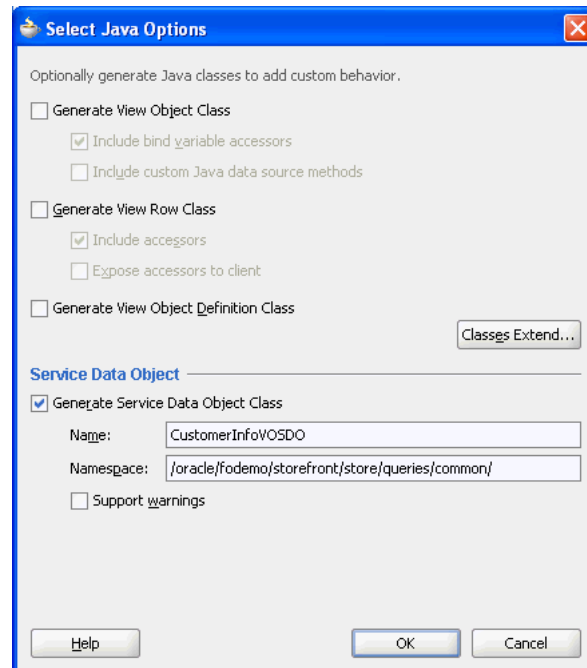 Select Java Options
Optionally generate Java classes to add custom behavior.
Generate View Object Class
Include bind variable accessors
Include custom Java data source methods
Generate View Row Class
Include accessors
Expose accessors to client
Generate View Object Definition Class
Classes Extend...
Service Data Object
Generate Service Data Object Class
Name: CustomerInfoVOSDO
Namespace: /oracle/fodemo/storefront/store/queries/common/
Support warnings
Help OK Cancel